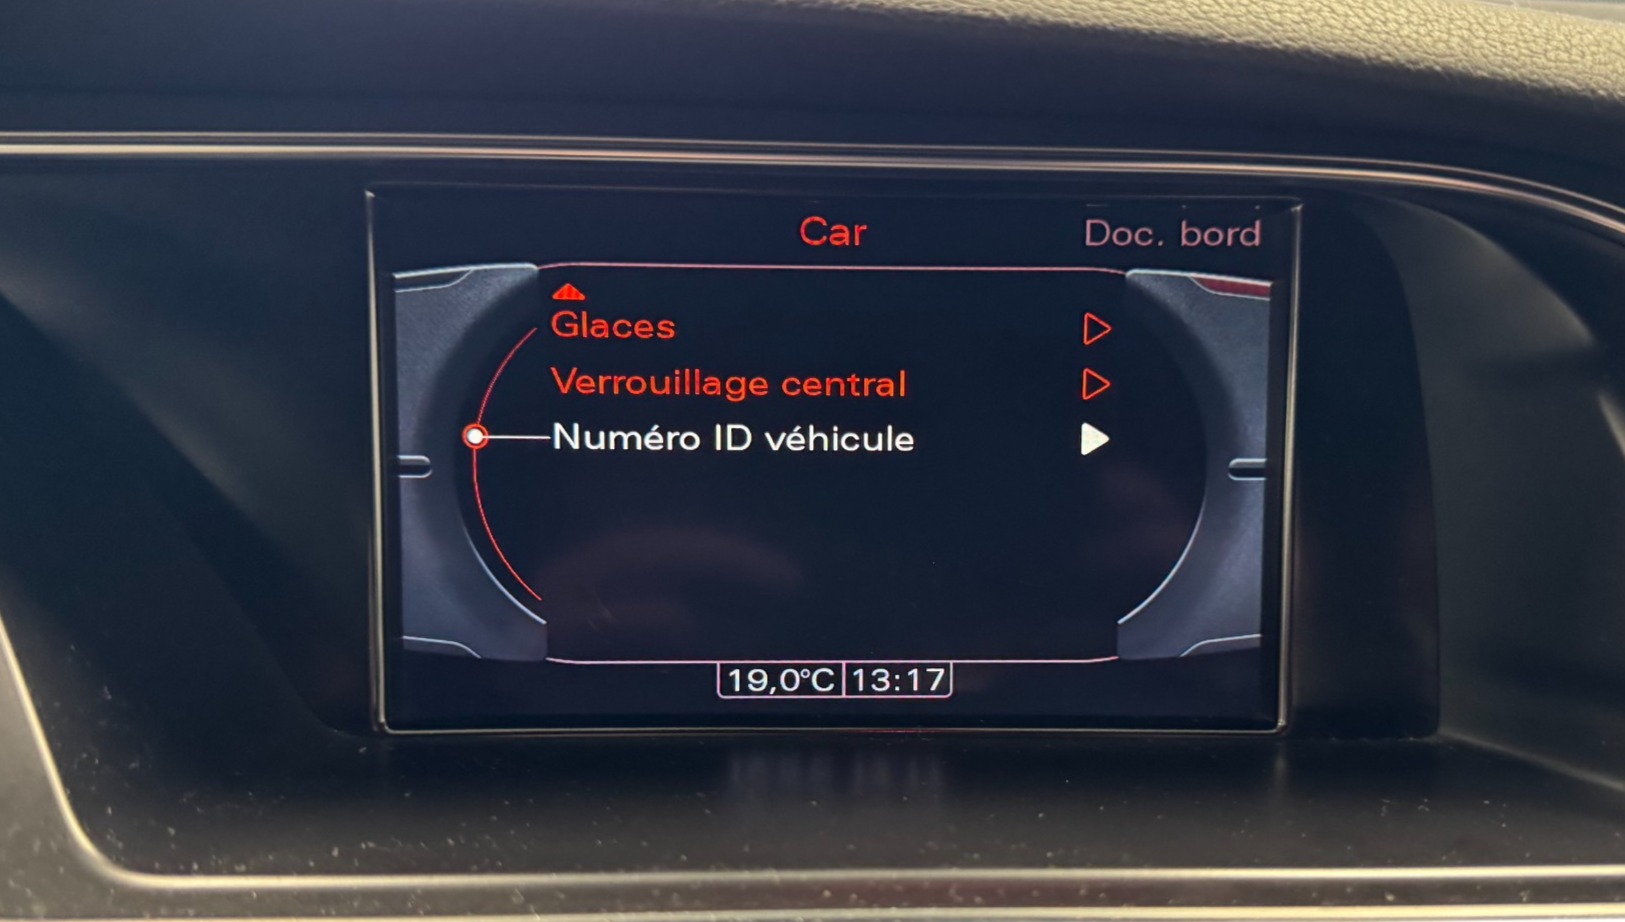 Car
Doc. bord
Glaces
Verrouillage central
Numéro ID véhicule
19,0°C 13:17